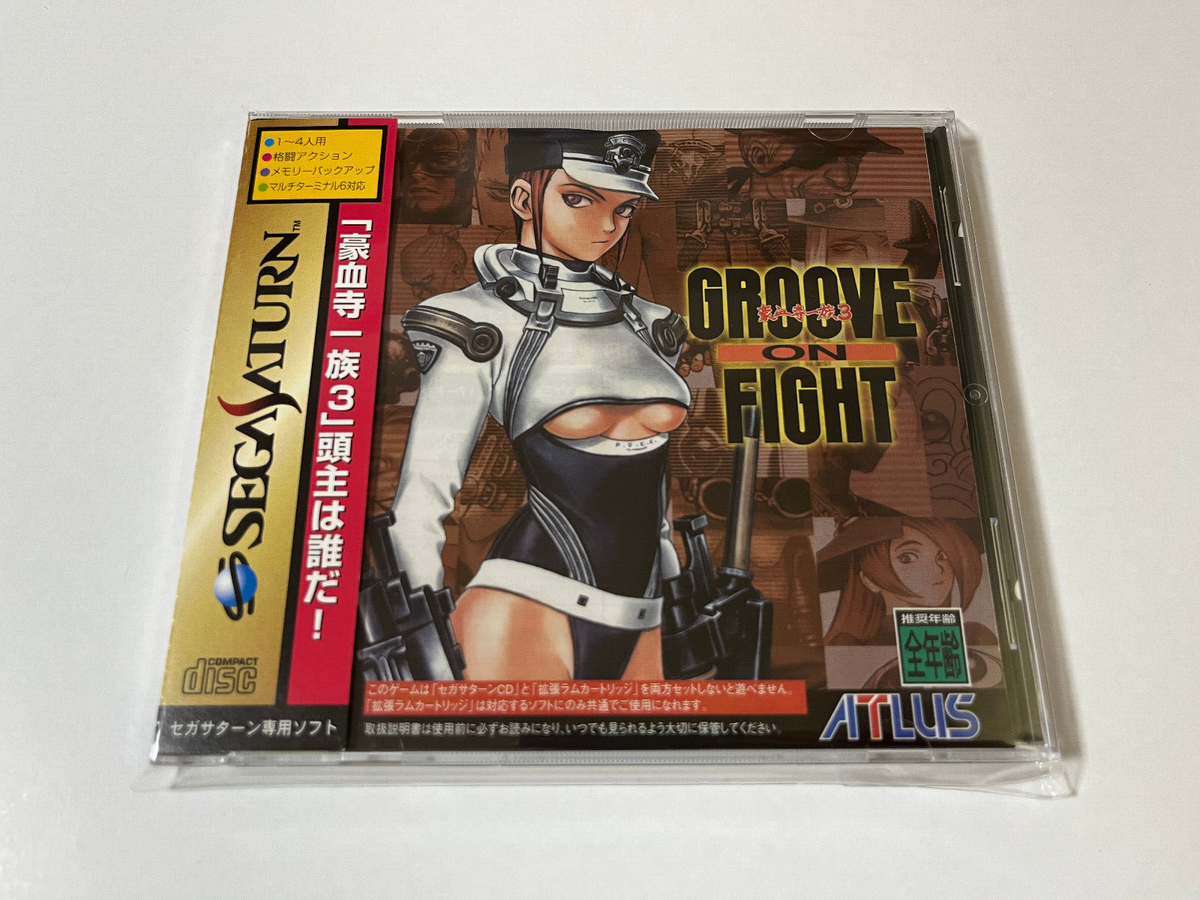 1〜4人用
格闘アクション
メモリーバックアップ
マルチターミナル6対応
SEGA SATURN™
「豪血寺一族3」頭主は誰だ！
COMPACT
disc
セガサターン専用ソフト
GROOVE
豪血寺一族3
ON
FIGHT
P.D.E.E.
推奨年齢
全年齢
このゲームは「セガサターンCD」と「拡張ラムカートリッジ」を両方セットしないと遊べません。
「拡張ラムカートリッジ」は対応するソフトにのみ共通でご使用になれます。
取扱説明書は使用前に必ずお読みになり、いつでも見られるよう大切に保管してください。
ATLUS